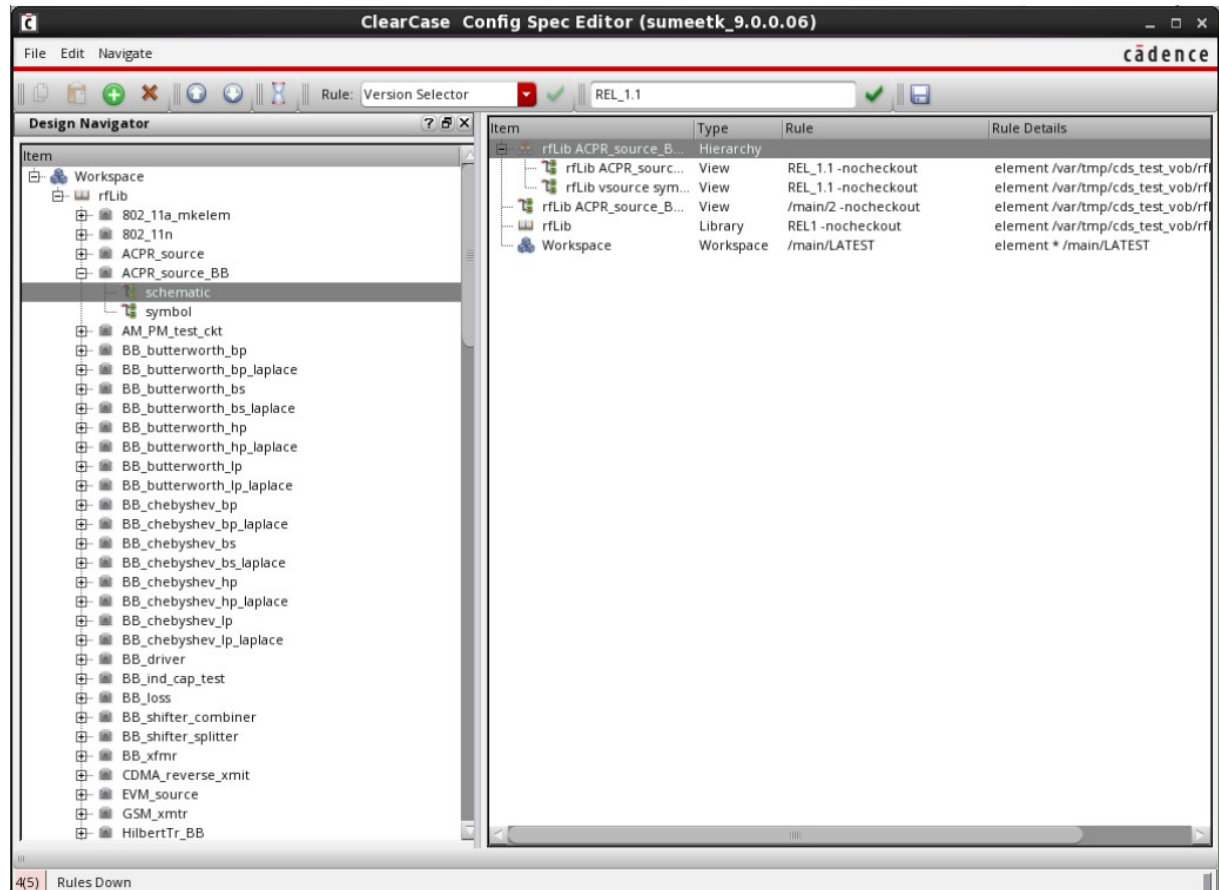 ClearCase Config Spec Editor (sumeetk_9.0.0.06)
File Edit Navigate
cādence
Rule: Version Selector
REL_1.1
Design Navigator
Item
Workspace
rfLib
802_11a_mkelem
802_11n
ACPR_source
ACPR_source_BB
schematic
symbol
AM_PM_test_ckt
BB_butterworth_bp
BB_butterworth_bp_laplace
BB_butterworth_bs
BB_butterworth_bs_laplace
BB_butterworth_hp
BB_butterworth_hp_laplace
BB_butterworth_lp
BB_butterworth_lp_laplace
BB_chebyshev_bp
BB_chebyshev_bp_laplace
BB_chebyshev_bs
BB_chebyshev_bs_laplace
BB_chebyshev_hp
BB_chebyshev_hp_laplace
BB_chebyshev_lp
BB_chebyshev_lp_laplace
BB_driver
BB_ind_cap_test
BB_loss
BB_shifter_combiner
BB_shifter_splitter
BB_xfmr
CDMA_reverse_xmit
EVM_source
GSM_xmtr
HilbertTr_BB
Item Type Rule Rule Details
rfLib ACPR_source_B... Hierarchy
rfLib ACPR_sourc... View REL_1.1 -nocheckout element /var/tmp/cds_test_vob/rfl
rfLib vsource sym... View REL_1.1 -nocheckout element /var/tmp/cds_test_vob/rfl
rfLib ACPR_source_B... View /main/2 -nocheckout element /var/tmp/cds_test_vob/rfl
rfLib Library REL1 -nocheckout element /var/tmp/cds_test_vob/rfl
Workspace Workspace /main/LATEST element * /main/LATEST
4(5) Rules Down